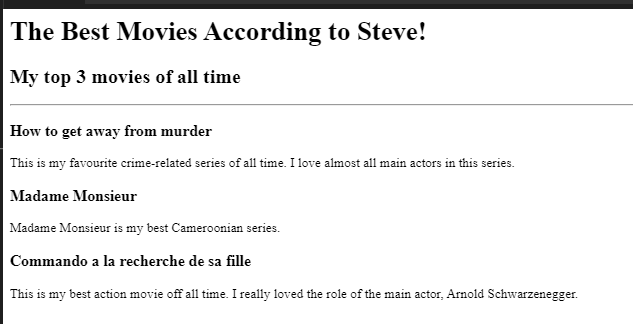 The Best Movies According to Steve!
My top 3 movies of all time
How to get away from murder
This is my favourite crime-related series of all time. I love almost all main actors in this series.
Madame Monsieur
Madame Monsieur is my best Cameroonian series.
Commando a la recherche de sa fille
This is my best action movie off all time. I really loved the role of the main actor, Arnold Schwarzenegger.